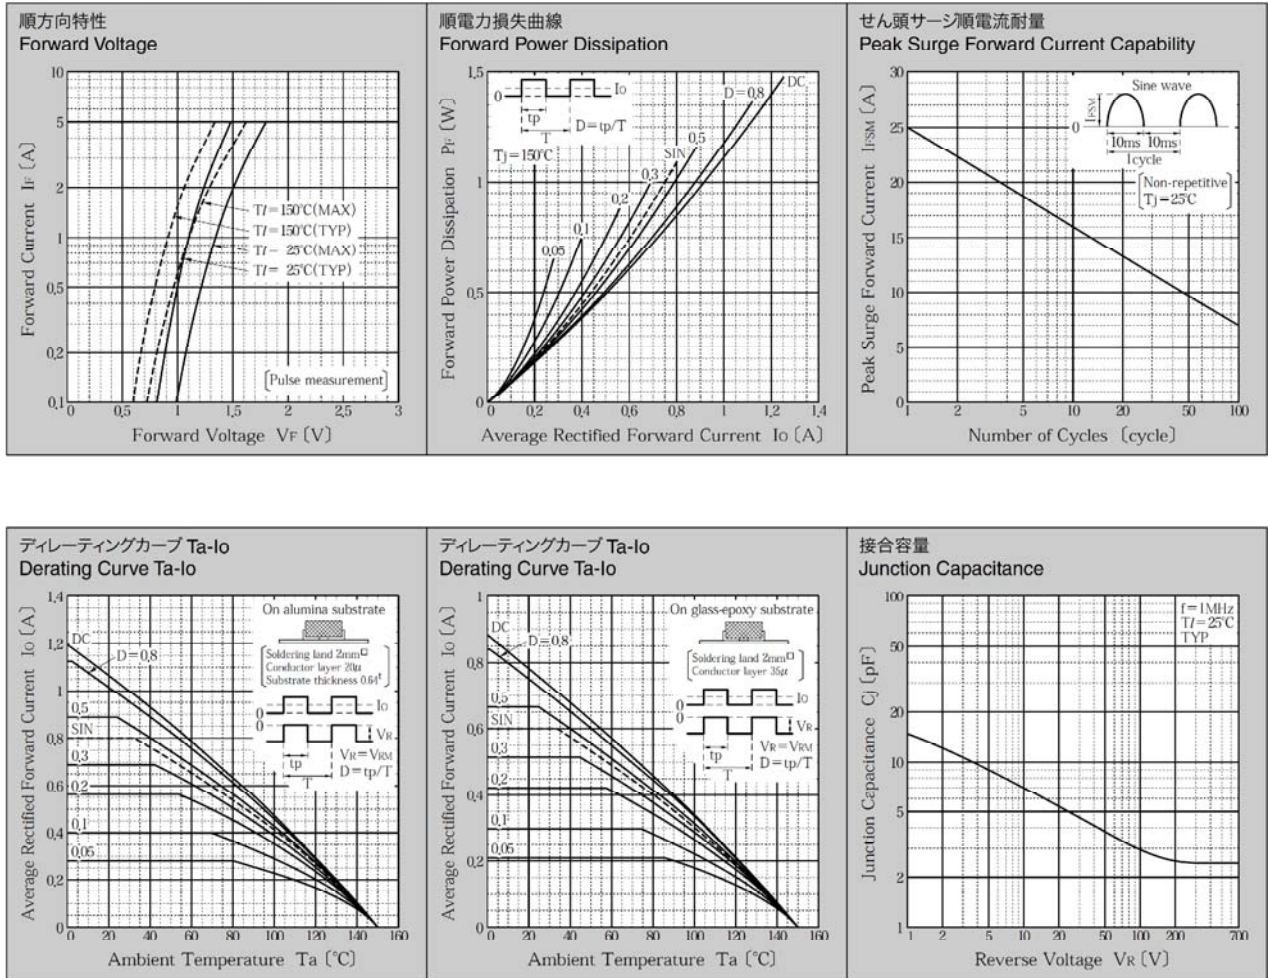 順方向特性
Forward Voltage
10
5
2
1
0,5
0,2
0,1
Forward Current IF〔A〕
Tl=150℃(MAX)
Tl=150℃(TYP)
Tl= 25℃(MAX)
Tl= 25℃(TYP)
〔Pulse measurement〕
0 0,5 1 1,5 2 2,5 3
Forward Voltage VF〔V〕
順電力損失曲線
Forward Power Dissipation
1,5
1
0,5
0
Forward Power Dissipation PF〔W〕
0
Io
tp
T
D=tp/T
Tj=150℃
DC
D=0,8
0,5
SIN
0,3
0,2
0,1
0,05
0 0,2 0,4 0,6 0,8 1 1,2 1,4
Average Rectified Forward Current Io〔A〕
せん頭サージ順電流耐量
Peak Surge Forward Current Capability
30
25
20
15
10
5
0
Peak Surge Forward Current IFSM〔A〕
Sine wave
IFSM
0
10ms 10ms
1cycle
Non-repetitive
Tj=25℃
1 2 5 10 20 50 100
Number of Cycles〔cycle〕
ディレーティングカーブ Ta-Io
Derating Curve Ta-Io
1,4
1,2
1
0,8
0,6
0,4
0,2
0
Average Rectified Forward Current Io〔A〕
DC
D=0,8
0,5
SIN
0,3
0,2
0,1
0,05
On alumina substrate
Soldering land 2mm□
Conductor layer 20μ
Substrate thickness 0.64t
0
Io
0
VR
tp
T
VR=VRM
D=tp/T
0 20 40 60 80 100 120 140 160
Ambient Temperature Ta〔℃〕
ディレーティングカーブ Ta-Io
Derating Curve Ta-Io
1
0,8
0,6
0,4
0,2
0
Average Rectified Forward Current Io〔A〕
DC
D=0,8
0,5
SIN
0,3
0,2
0,1
0,05
On glass-epoxy substrate
Soldering land 2mm□
Conductor layer 35μ
0
Io
0
VR
tp
T
VR=VRM
D=tp/T
0 20 40 60 80 100 120 140 160
Ambient Temperature Ta〔℃〕
接合容量
Junction Capacitance
100
50
20
10
5
2
1
Junction Capacitance Cj〔pF〕
f=1MHz
Tl=25℃
TYP
1 2 5 10 20 50 100 200 700
Reverse Voltage VR〔V〕